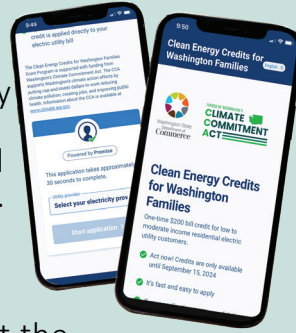 9:49
credit is applied directly to your
electric utility bill
The Clean Energy Credits for Washington Families
Grant Program is supported with funding from
Washington's Climate Commitment Act. The CCA
supports Washington's climate action efforts by
putting cap-and-invest dollars to work reducing
climate pollution, creating jobs, and improving public
health. Information about the CCA is available at
www.climate.wa.gov.
Powered by Promise
This application takes approximately
30 seconds to complete.
Utility provider
Select your electricity prov
Start application
9:50
Clean Energy Credits for
Washington Families
English
Washington State
Department of
Commerce
FUNDED BY WASHINGTON'S
CLIMATE
COMMITMENT
ACT
Clean Energy Credits
for Washington
Families
One-time $200 bill credit for low to
moderate income residential electric
utility customers.
Act now! Credits are only available
until September 15, 2024
It's fast and easy to apply
t the